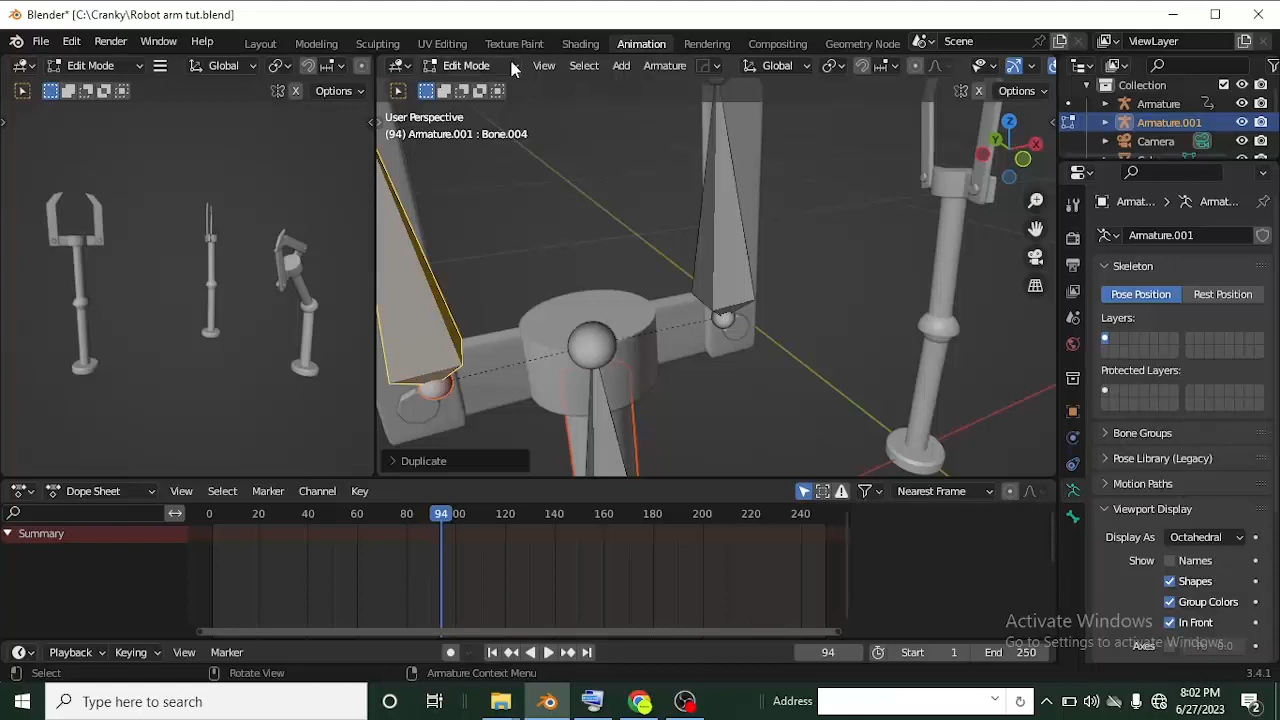 Blender* [C:\Cranky\Robot arm tut.blend]
File Edit Render Window Help Layout Modeling Sculpting UV Editing Texture Paint Shading Animation Rendering Compositing Geometry Node Scene ViewLayer
Edit Mode Global Edit Mode View Select Add Armature Global
Options Options Collection
User Perspective Armature
(94) Armature.001 : Bone.004 Armature.001
Camera
Z
Y X
Armat... Armat...
Armature.001
Skeleton
Pose Position Rest Position
Layers:
Protected Layers:
Bone Groups
Duplicate Pose Library (Legacy)
Motion Paths
Dope Sheet View Select Marker Channel Key Nearest Frame
Viewport Display
0 20 40 60 80 94 00 120 140 160 180 200 220 240
Summary Display As Octahedral
Show Names
Shapes
Group Colors
In Front
Activate Windows
Go to Settings to activate Windows.
Playback Keying View Marker 94 Start 1 End 250
Select Rotate View Armature Context Menu 3.4.1
Type here to search Address 8:02 PM
6/27/2023 2